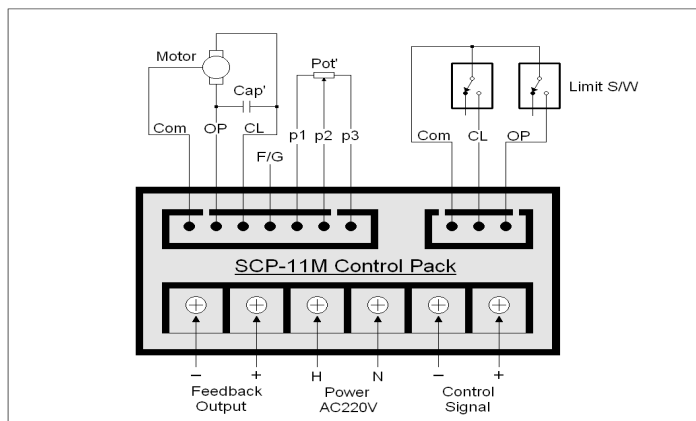 Motor
Pot'
Cap'
Limit S/W
Com OP CL p1 p2 p3 Com CL OP
F/G
SCP-11M Control Pack
− + H N − +
Feedback Output
Power AC220V
Control Signal